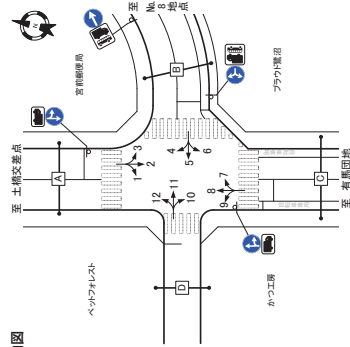 図
至 土橋交差点
至 No.8地点
宮前郵便局
A
B
C
D
1
2
3
4
5
6
7
8
9
10
11
12
ペットフォレスト
プラウド鷺沼
かつ工房
至 有馬団地